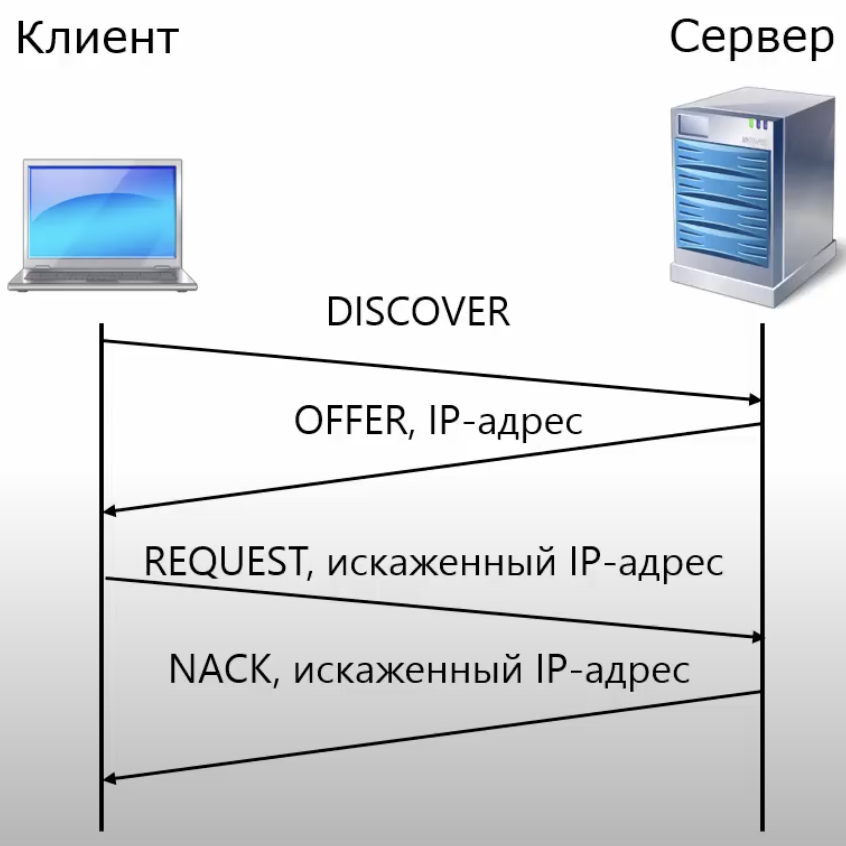 Клиент
Сервер
DISCOVER
OFFER, IP-адрес
REQUEST, искаженный IP-адрес
NACK, искаженный IP-адрес